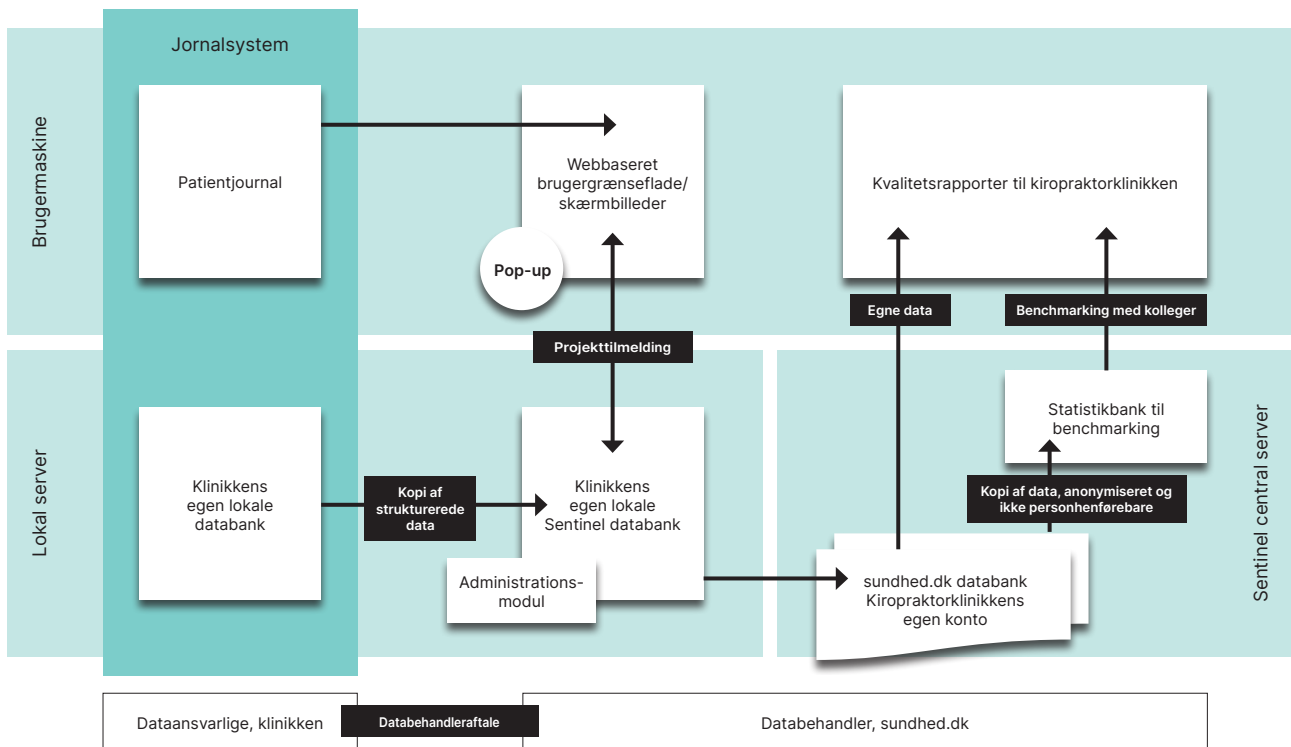 Jornalsystem
Brugermaskine
Patientjournal
Webbaseret
brugergrænseflade/
skærmbilleder
Pop-up
Kvalitetsrapporter til kiropraktorklinikken
Egne data
Benchmarking med kolleger
Projekttilmelding
Lokal server
Klinikkens
egen lokale
databank
Kopi af
strukturerede
data
Klinikkens
egen lokale
Sentinel databank
Administrations-
modul
Statistikbank til
benchmarking
Kopi af data, anonymiseret og
ikke personhenførebare
sundhed.dk databank
Kiropraktorklinikkens
egen konto
Sentinel central server
Dataansvarlige, klinikken
Databehandleraftale
Databehandler, sundhed.dk